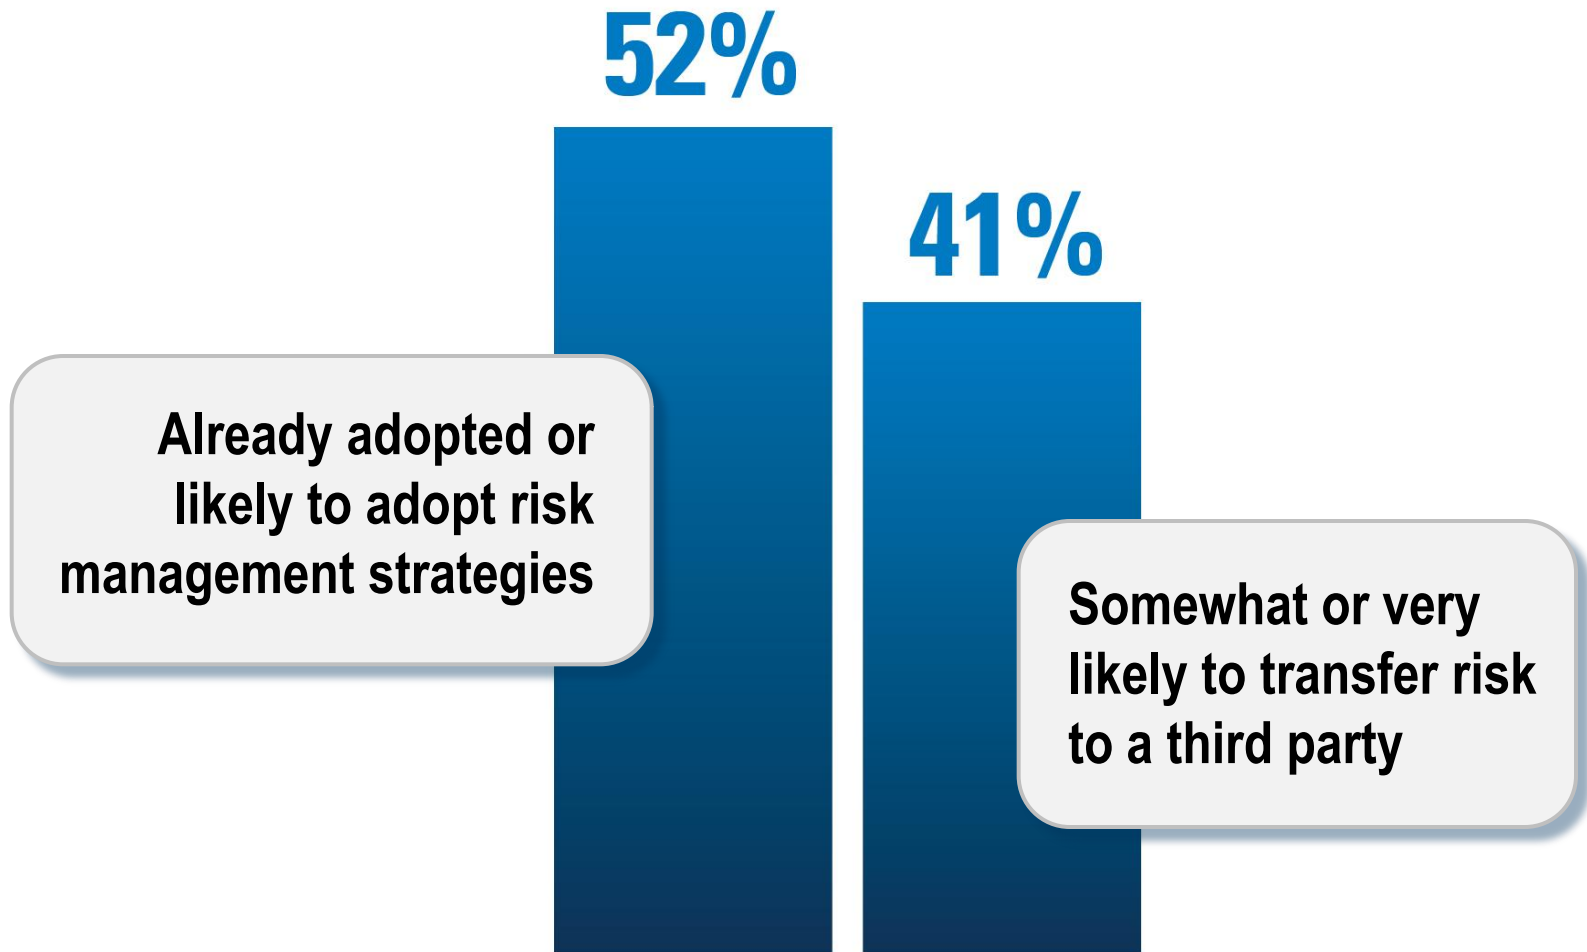 52%
Already adopted or
likely to adopt risk
management strategies
41%
Somewhat or very
likely to transfer risk
to a third party